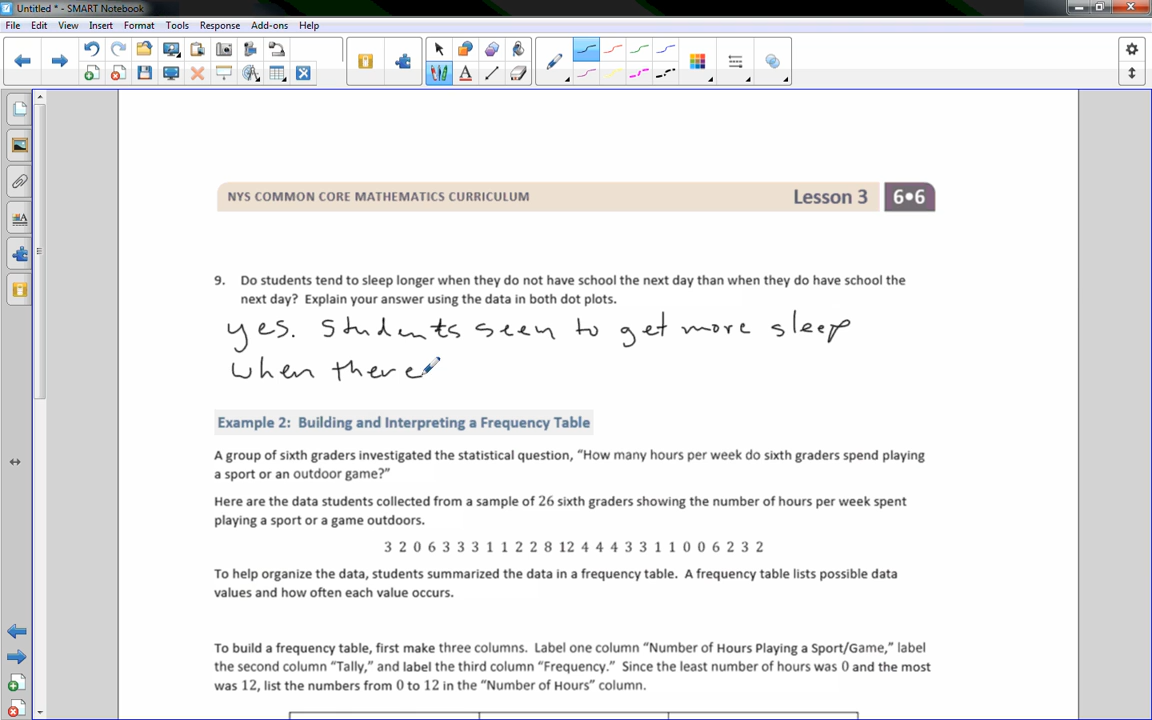 Untitled * - SMART Notebook
File Edit View Insert Format Tools Response Add-ons Help
NYS COMMON CORE MATHEMATICS CURRICULUM Lesson 3 6•6
9. Do students tend to sleep longer when they do not have school the next day than when they do have school the
next day? Explain your answer using the data in both dot plots.
yes. Students seen to get more sleep
when there
Example 2: Building and Interpreting a Frequency Table
A group of sixth graders investigated the statistical question, “How many hours per week do sixth graders spend playing
a sport or an outdoor game?”
Here are the data students collected from a sample of 26 sixth graders showing the number of hours per week spent
playing a sport or a game outdoors.
3 2 0 6 3 3 3 1 1 2 2 8 12 4 4 4 3 3 1 1 0 0 6 2 3 2
To help organize the data, students summarized the data in a frequency table. A frequency table lists possible data
values and how often each value occurs.
To build a frequency table, first make three columns. Label one column “Number of Hours Playing a Sport/Game,” label
the second column “Tally,” and label the third column “Frequency.” Since the least number of hours was 0 and the most
was 12, list the numbers from 0 to 12 in the “Number of Hours” column.